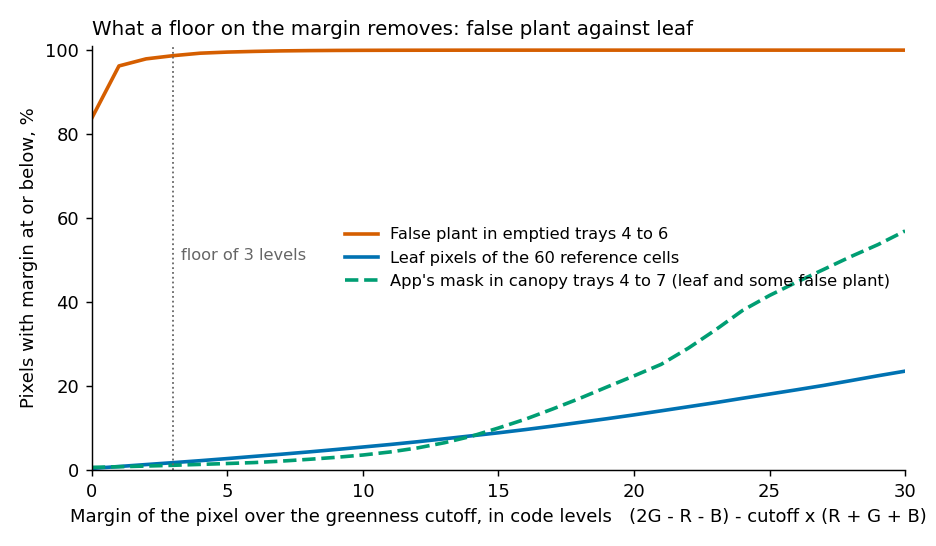 What a floor on the margin removes: false plant against leaf
Pixels with margin at or below, %
100
80
60
40
20
0
floor of 3 levels
False plant in emptied trays 4 to 6
Leaf pixels of the 60 reference cells
App's mask in canopy trays 4 to 7 (leaf and some false plant)
0 5 10 15 20 25 30
Margin of the pixel over the greenness cutoff, in code levels (2G - R - B) - cutoff x (R + G + B)